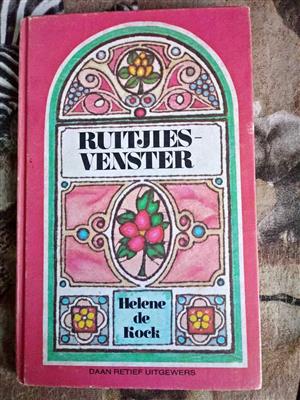 RUITJIES-
VENSTER
Helene
de
Kock
DAAN RETIEF UITGEWERS